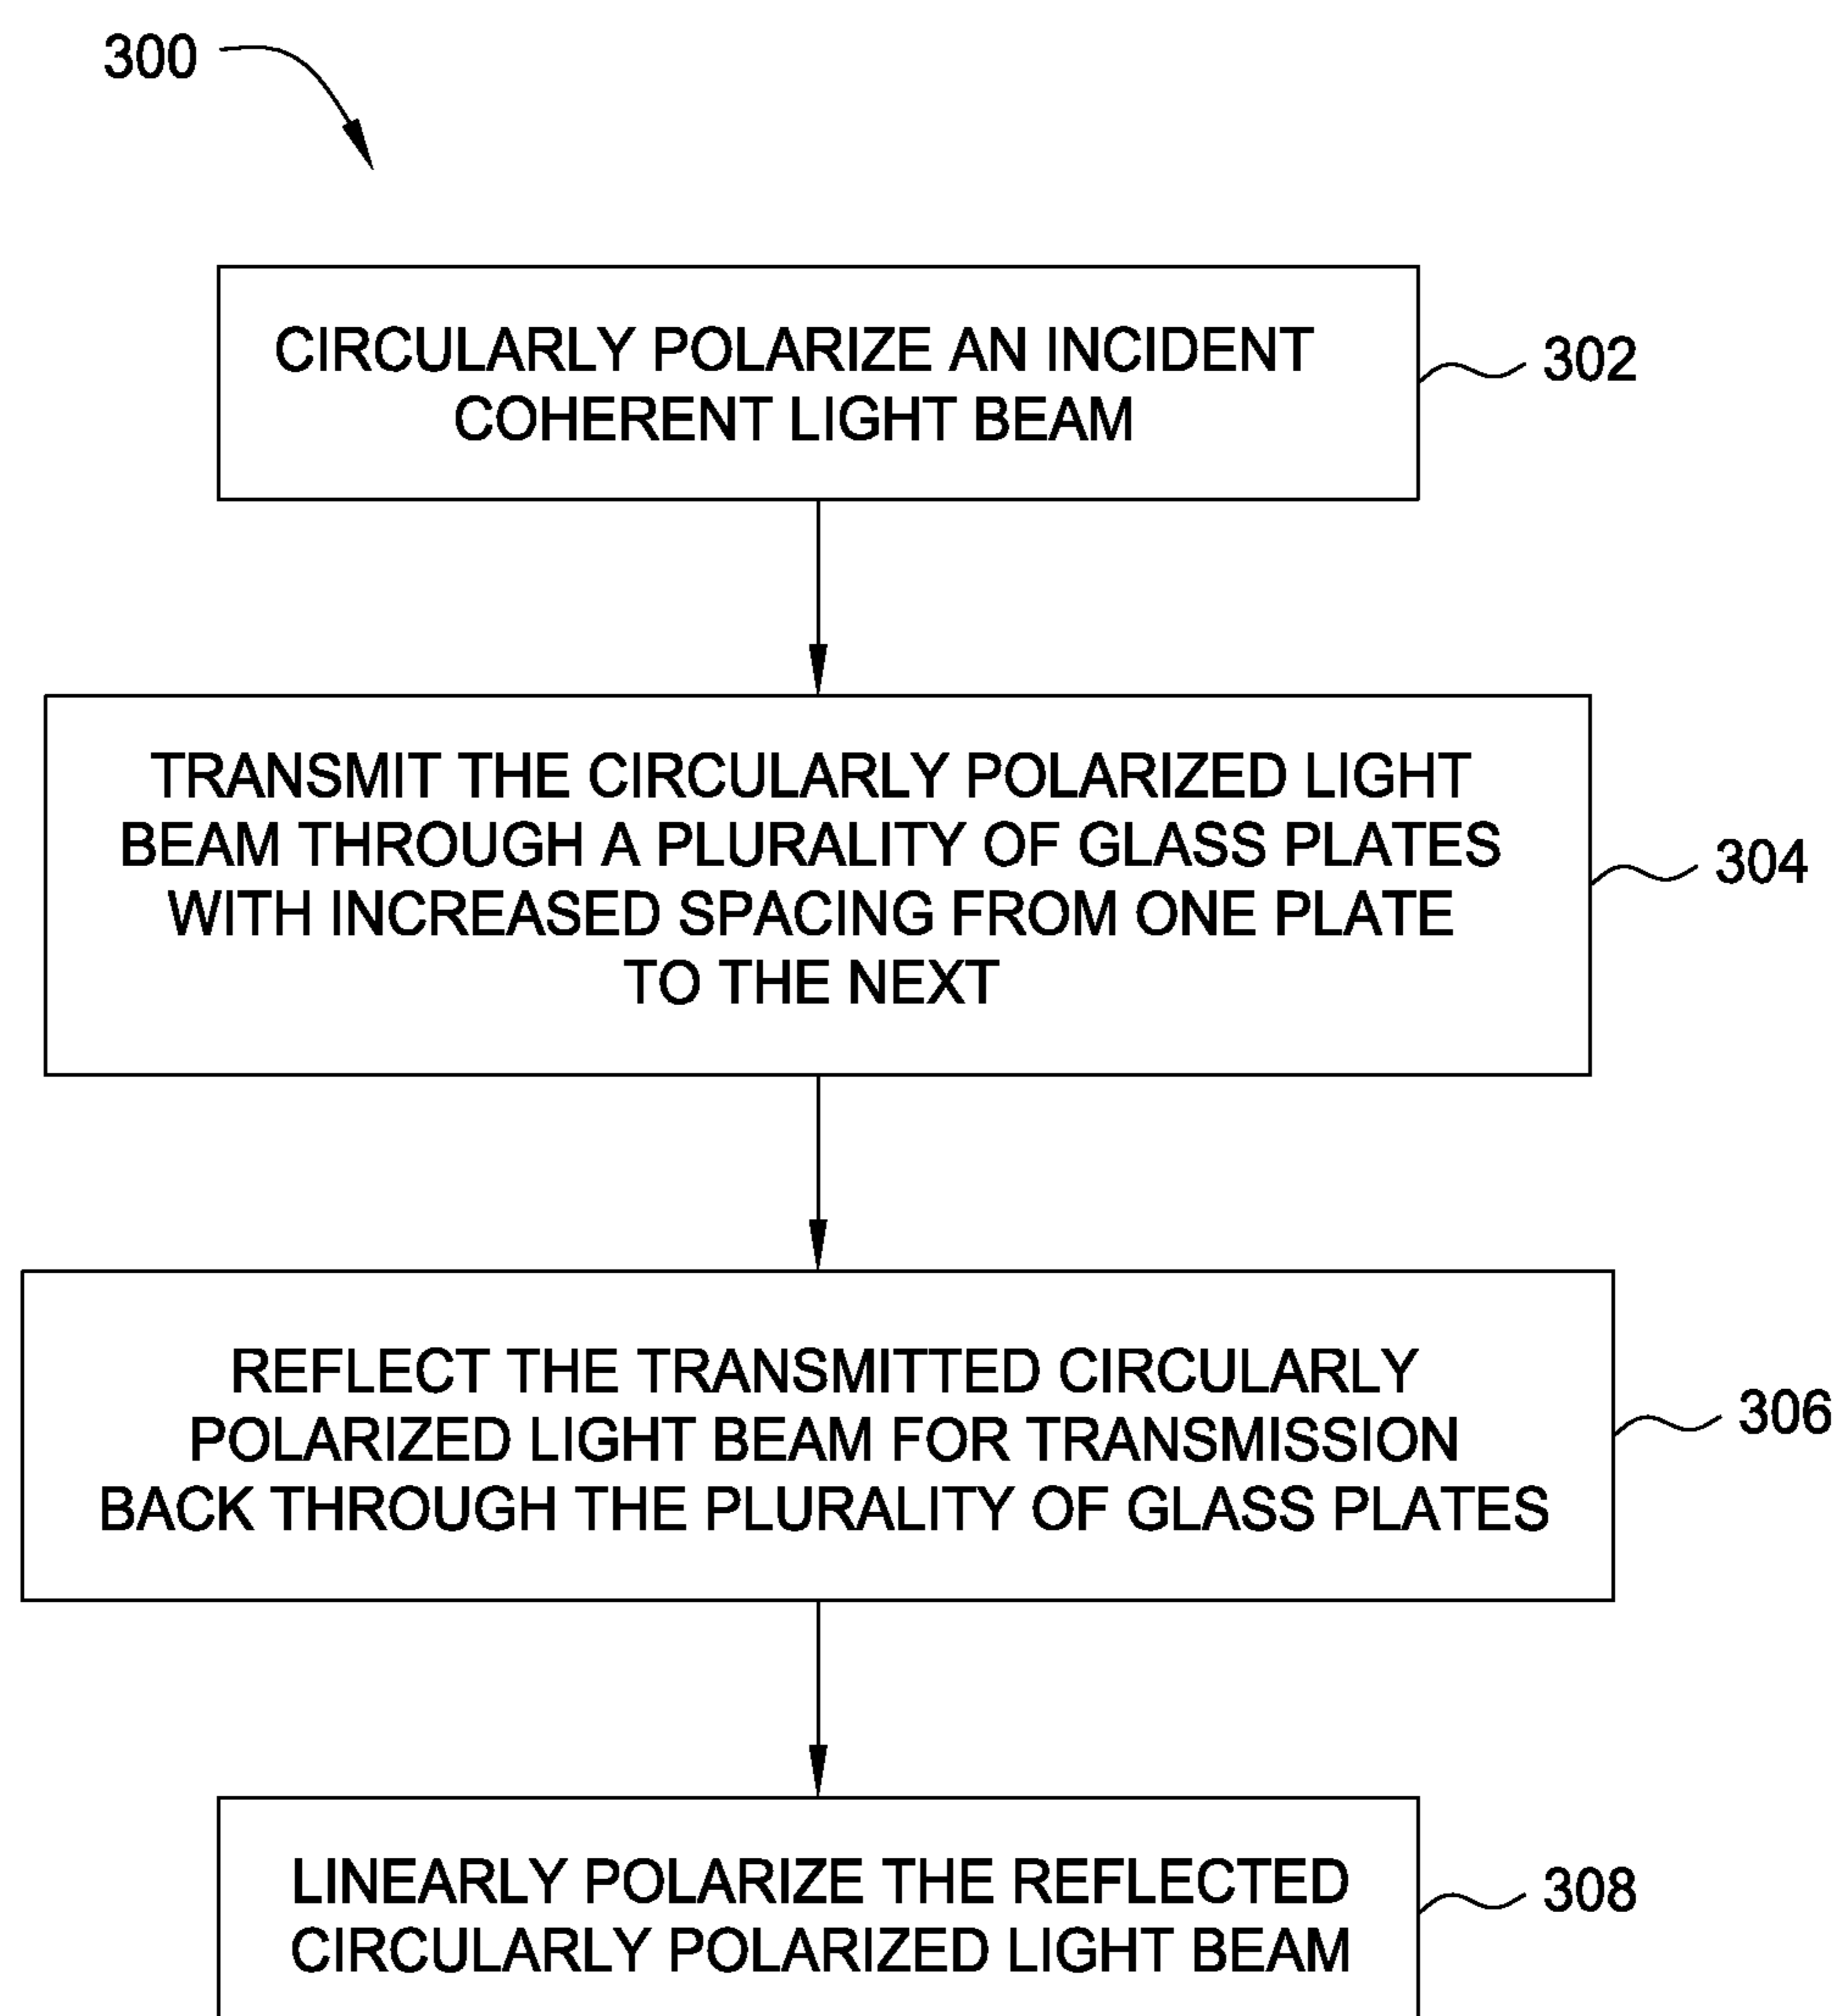 300
CIRCULARLY POLARIZE AN INCIDENT
COHERENT LIGHT BEAM
302
TRANSMIT THE CIRCULARLY POLARIZED LIGHT
BEAM THROUGH A PLURALITY OF GLASS PLATES
WITH INCREASED SPACING FROM ONE PLATE
TO THE NEXT
304
REFLECT THE TRANSMITTED CIRCULARLY
POLARIZED LIGHT BEAM FOR TRANSMISSION
BACK THROUGH THE PLURALITY OF GLASS PLATES
306
LINEARLY POLARIZE THE REFLECTED
CIRCULARLY POLARIZED LIGHT BEAM
308